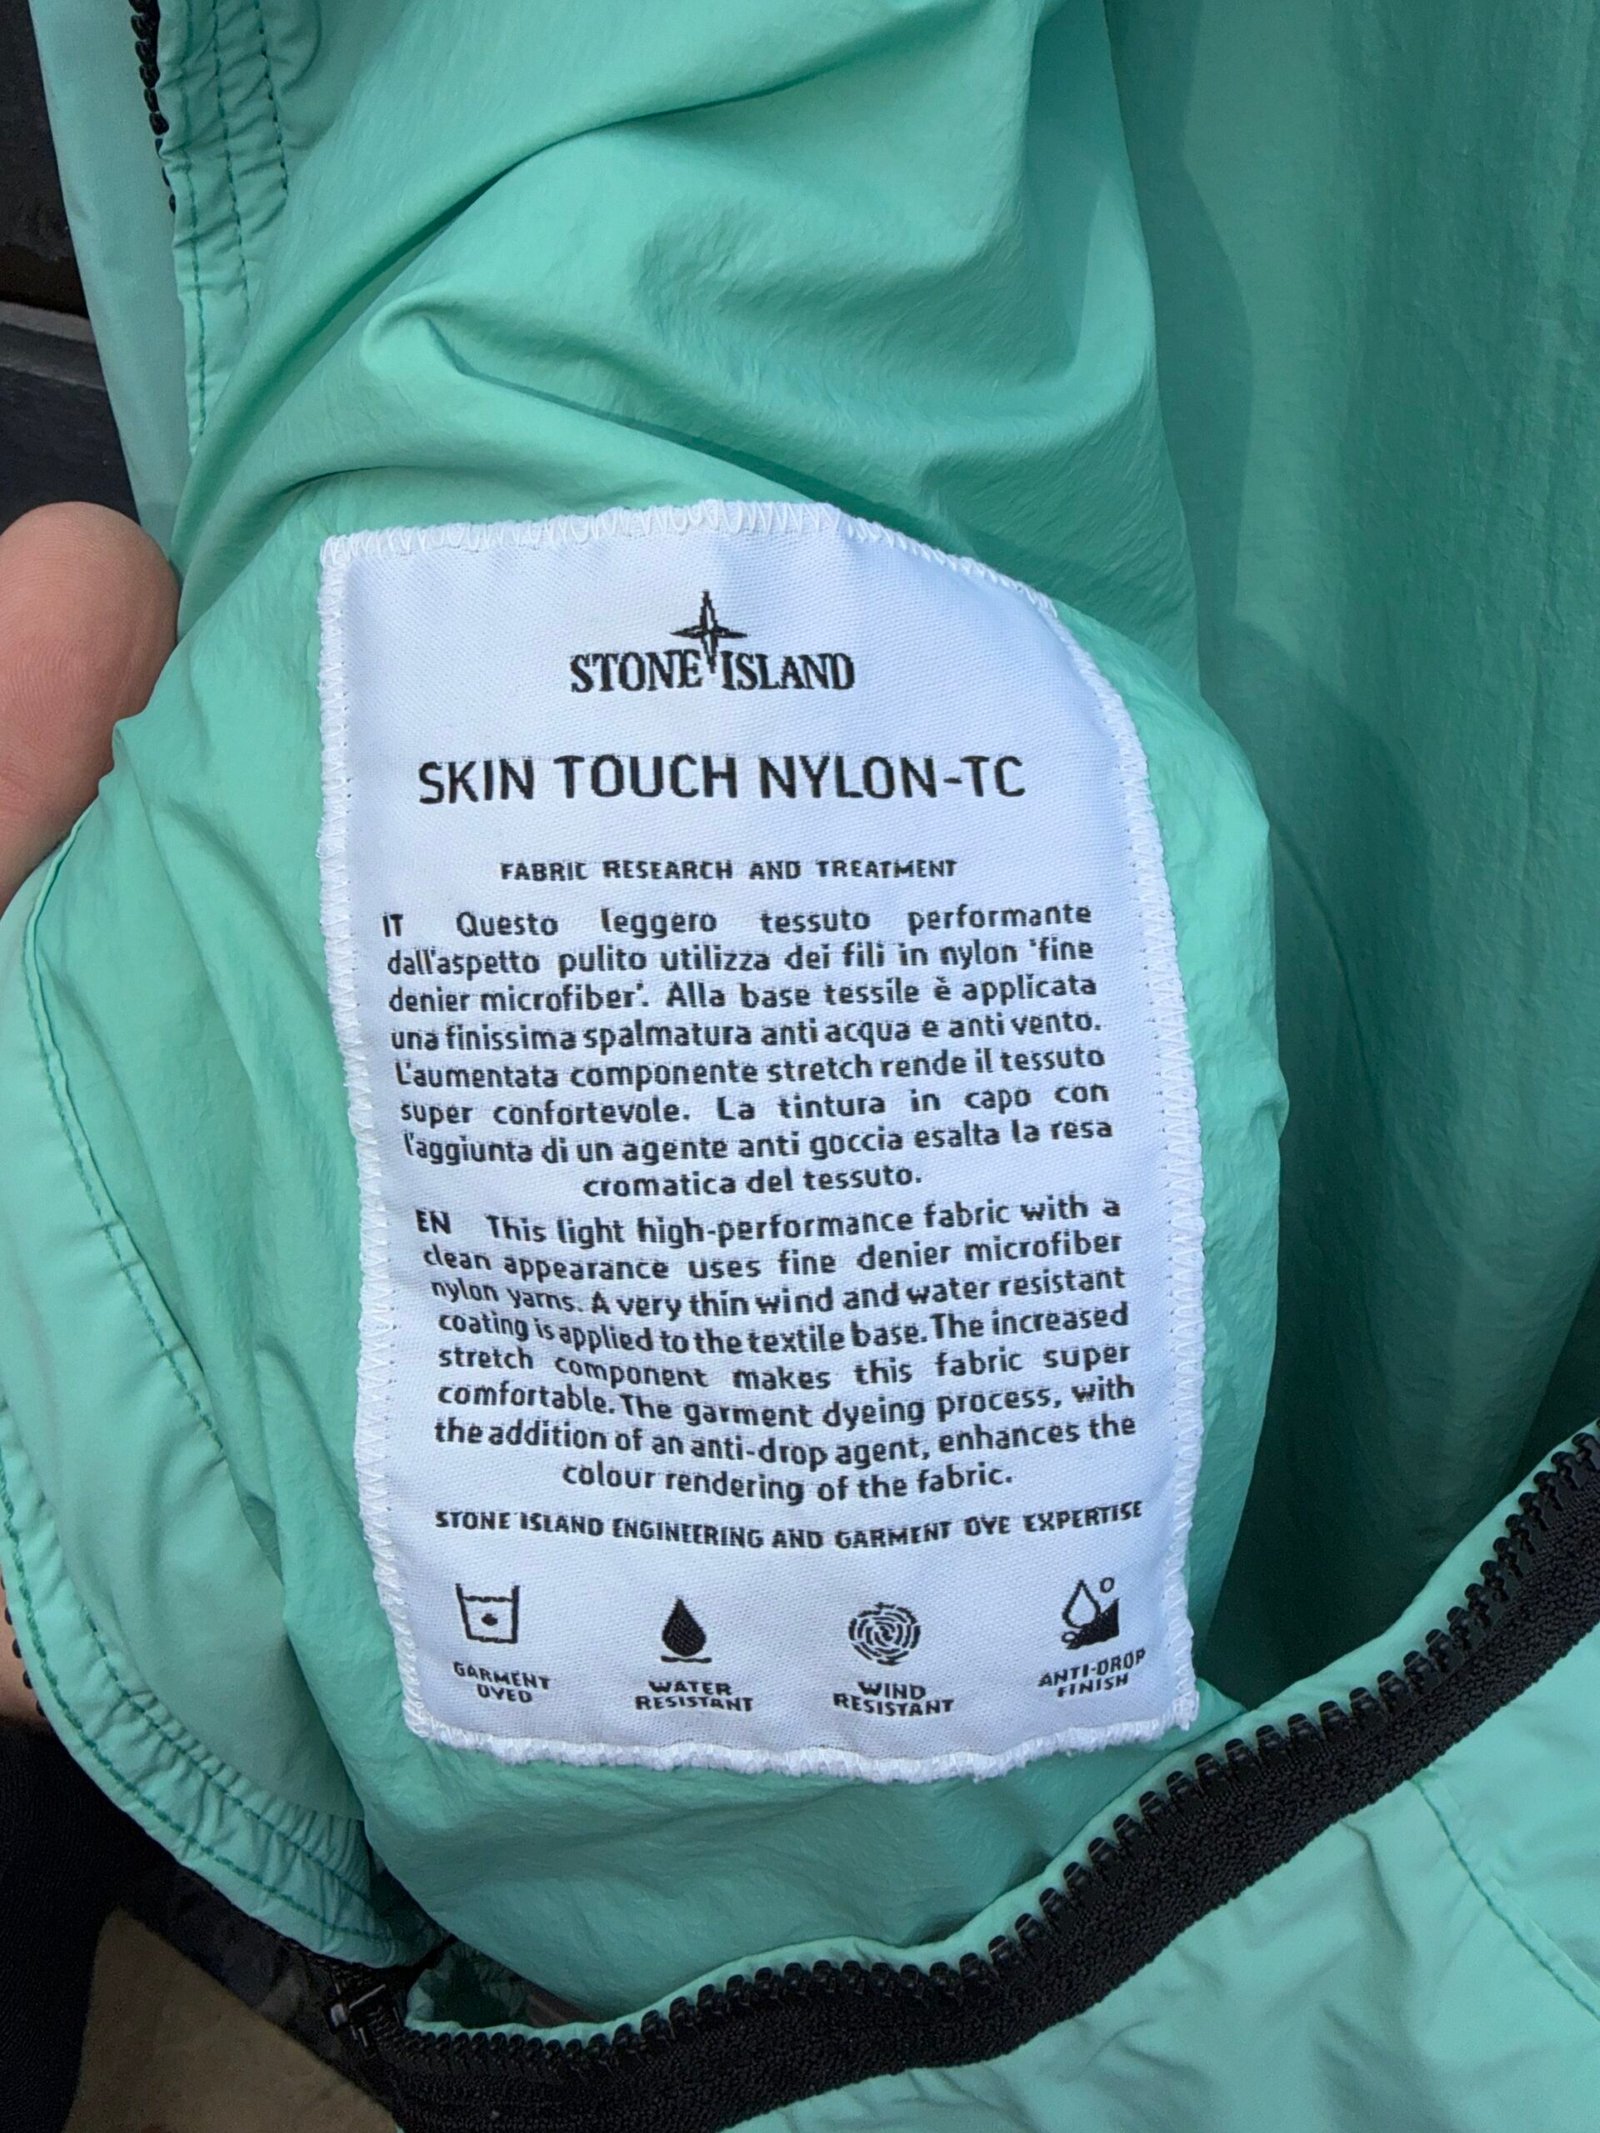 STONE ISLAND
SKIN TOUCH NYLON-TC
FABRIC RESEARCH AND TREATMENT
IT Questo leggero tessuto performante
dall'aspetto pulito utilizza dei fili in nylon 'fine
denier microfiber'. Alla base tessile è applicata
una finissima spalmatura anti acqua e anti vento.
L'aumentata componente stretch rende il tessuto
super confortevole. La tintura in capo con
l'aggiunta di un agente anti goccia esalta la resa
cromatica del tessuto.
EN This light high-performance fabric with a
clean appearance uses fine denier microfiber
nylon yarns. A very thin wind and water resistant
coating is applied to the textile base. The increased
stretch component makes this fabric super
comfortable. The garment dyeing process, with
the addition of an anti-drop agent, enhances the
colour rendering of the fabric.
STONE ISLAND ENGINEERING AND GARMENT DYE EXPERTISE
GARMENT
DYED
WATER
RESISTANT
WIND
RESISTANT
ANTI-DROP
FINISH